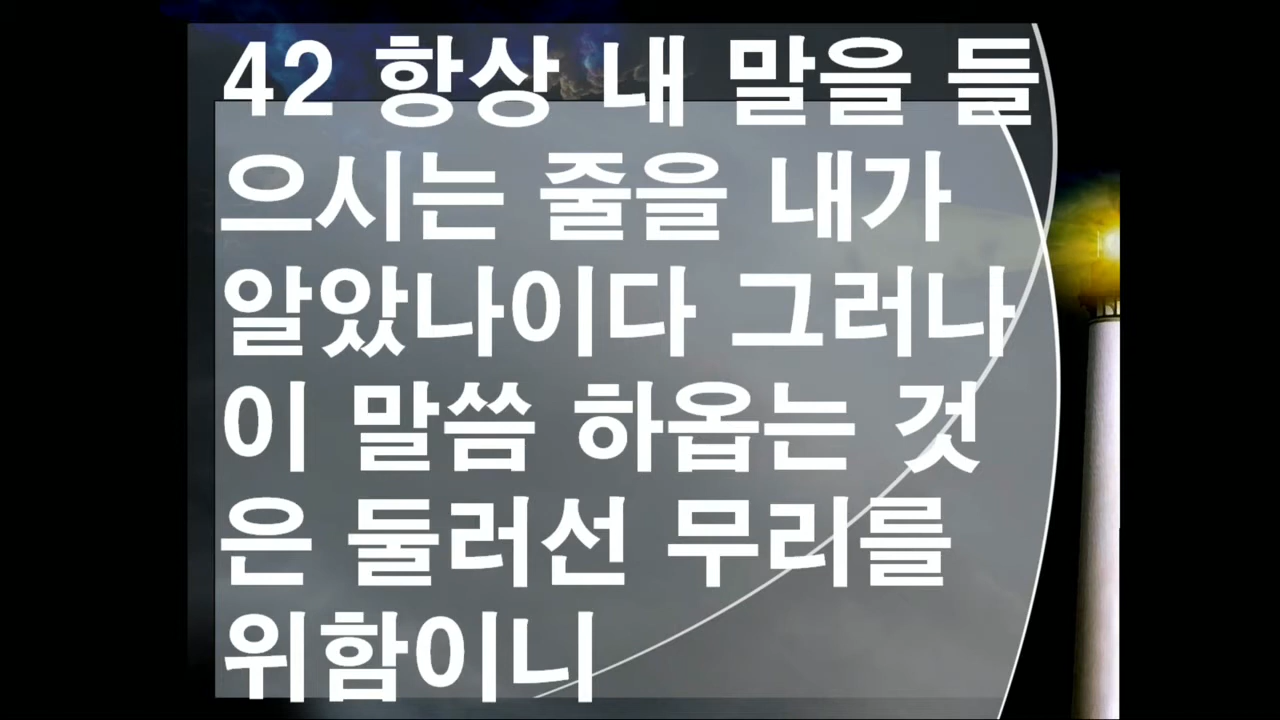 42 항상 내 말을 들
으시는 줄을 내가
알았나이다 그러나
이 말씀 하옵는 것
은 둘러선 무리를
위함이니